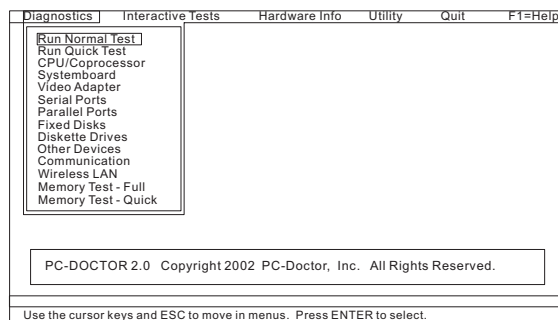 Diagnostics Interactive Tests Hardware Info Utility Quit F1=Help
Run Normal Test
Run Quick Test
CPU/Coprocessor
Systemboard
Video Adapter
Serial Ports
Parallel Ports
Fixed Disks
Diskette Drives
Other Devices
Communication
Wireless LAN
Memory Test - Full
Memory Test - Quick
PC-DOCTOR 2.0 Copyright 2002 PC-Doctor, Inc. All Rights Reserved.
Use the cursor keys and ESC to move in menus. Press ENTER to select.